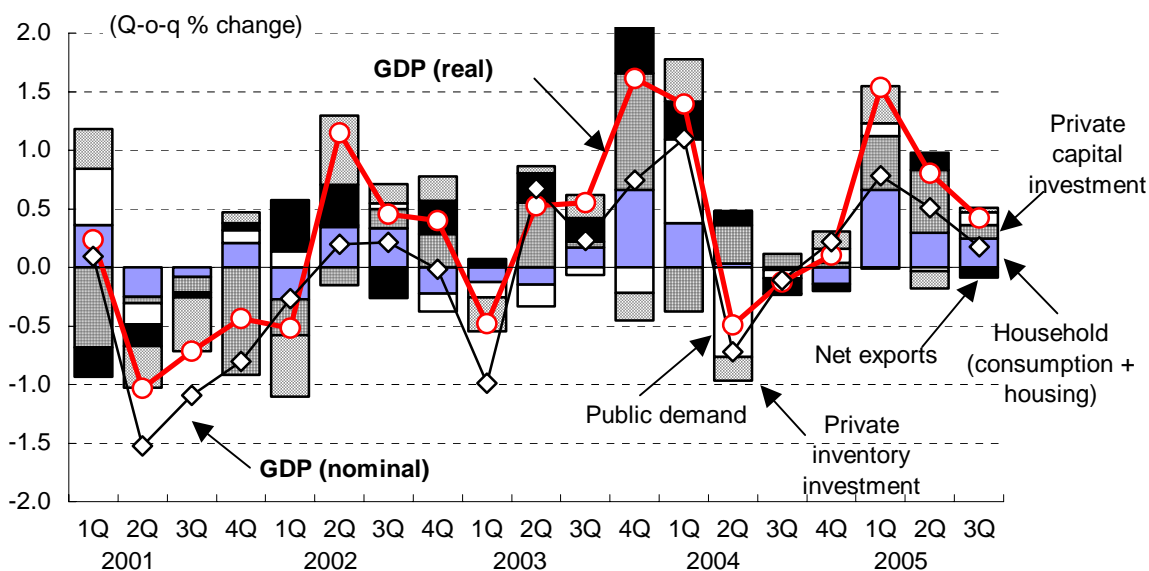 (Q-o-q % change)
2.0
1.5
1.0
0.5
0.0
-0.5
-1.0
-1.5
-2.0
GDP (real)
GDP (nominal)
Private
capital
investment
Household
(consumption +
housing)
Net exports
Public demand
Private
inventory
investment
1Q 2Q 3Q 4Q 1Q 2Q 3Q 4Q 1Q 2Q 3Q 4Q 1Q 2Q 3Q 4Q 1Q 2Q 3Q
2001 2002 2003 2004 2005